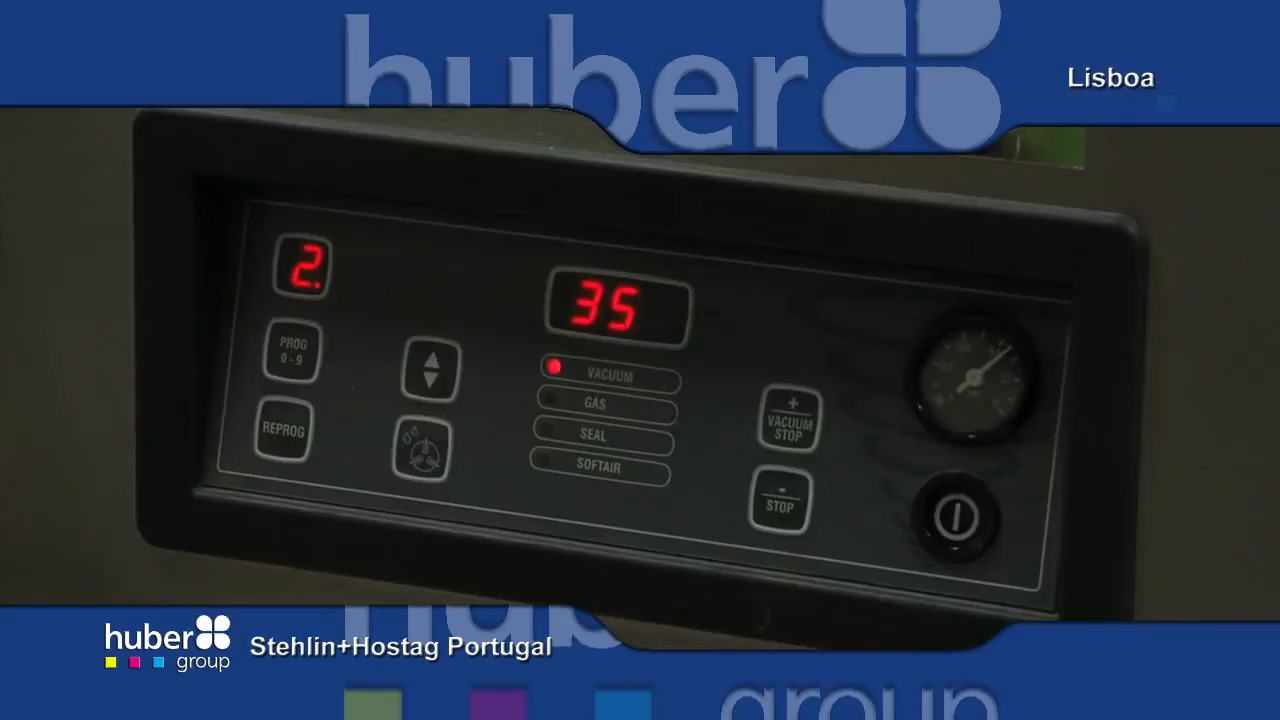 huber
Lisboa
2.
35
PROG
0-9
REPROG
VACUUM
GAS
SEAL
SOFTAIR
+
VACUUM
STOP
-
STOP
huber
group
Stehlin+Hostag Portugal
hub
group